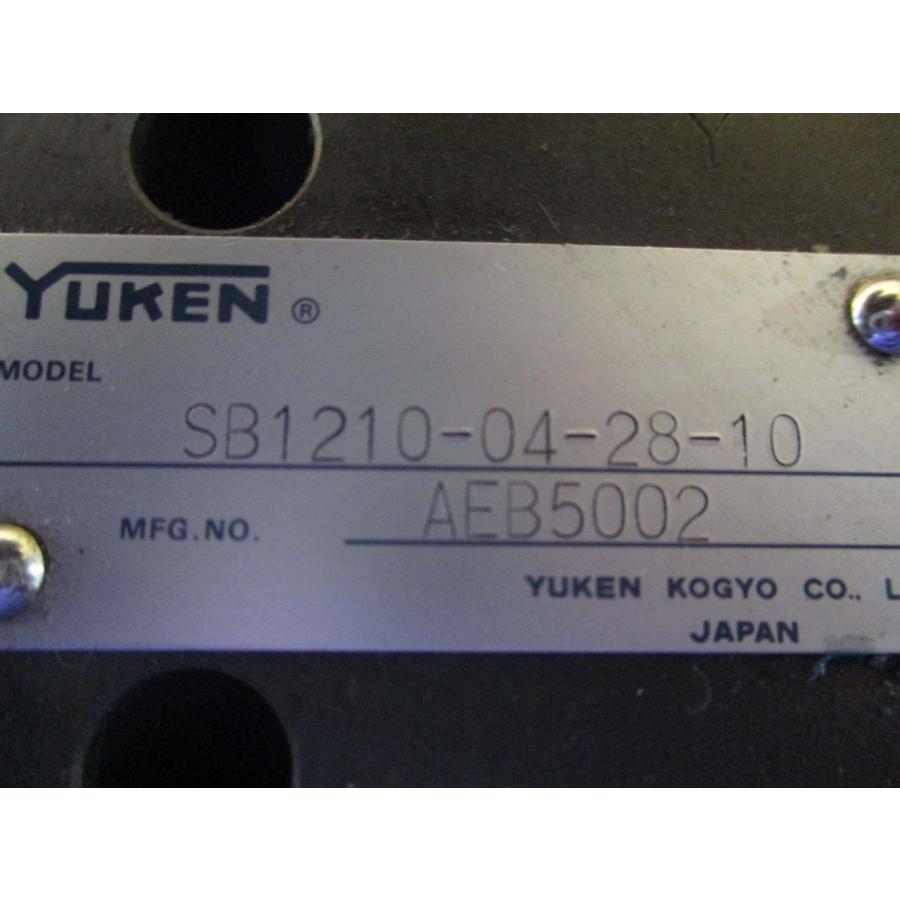 YUKEN ®
MODEL
SB1210-04-28-10
MFG.NO. AEB5002
YUKEN KOGYO CO., L
JAPAN